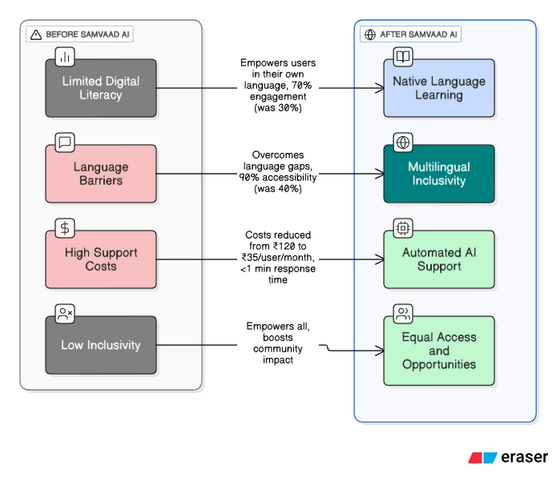 BEFORE SAMVAAD AI
AFTER SAMVAAD AI
Limited Digital
Literacy
Empowers users
in their own
language, 70%
engagement
(was 30%)
Native Language
Learning
Language
Barriers
Overcomes
language gaps,
90% accessibility
(was 40%)
Multilingual
Inclusivity
$
High Support
Costs
Costs reduced
from ₹120 to
₹35/user/month,
<1 min response
time
Automated AI
Support
Low Inclusivity
Empowers all,
boosts
community
impact
Equal Access
and
Opportunities
eraser